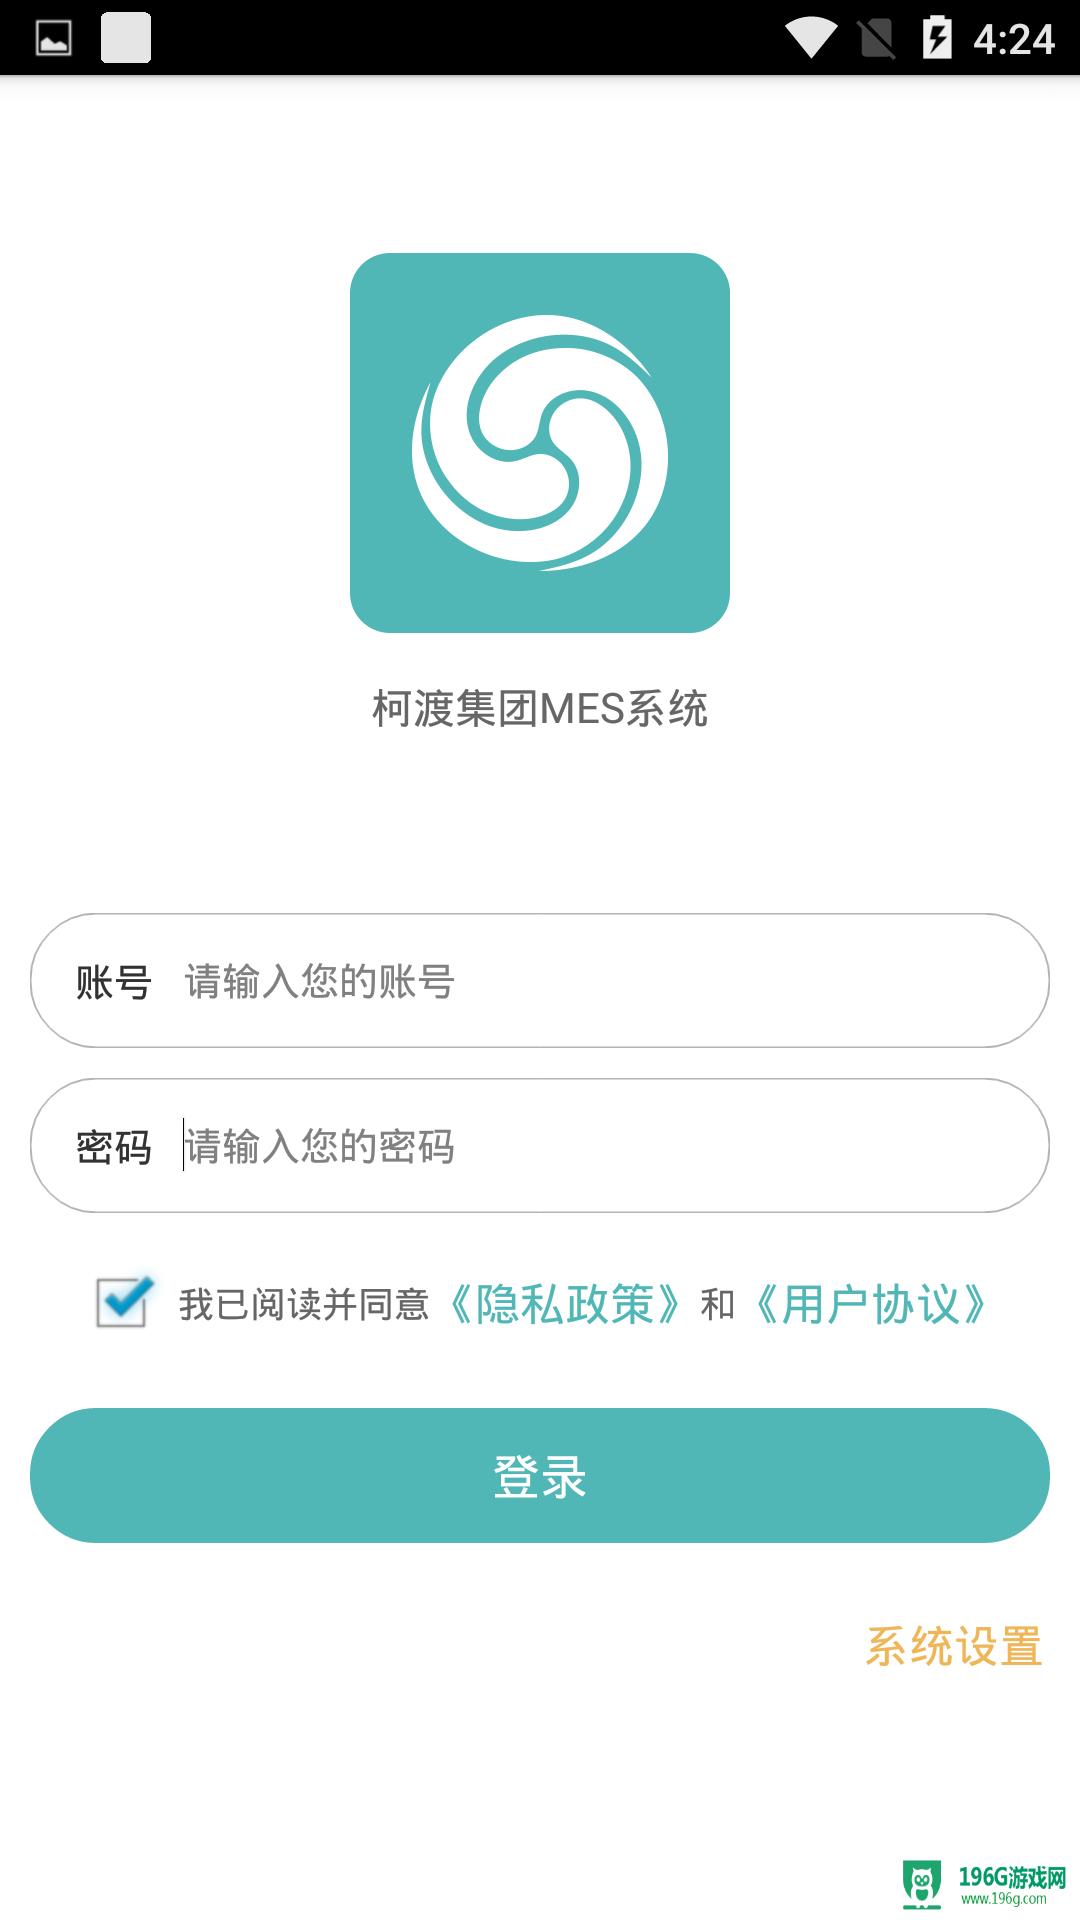 4:24
柯渡集团MES系统
账号 请输入您的账号
密码 请输入您的密码
我已阅读并同意《隐私政策》和《用户协议》
登录
系统设置
196G游戏网
www.196g.com